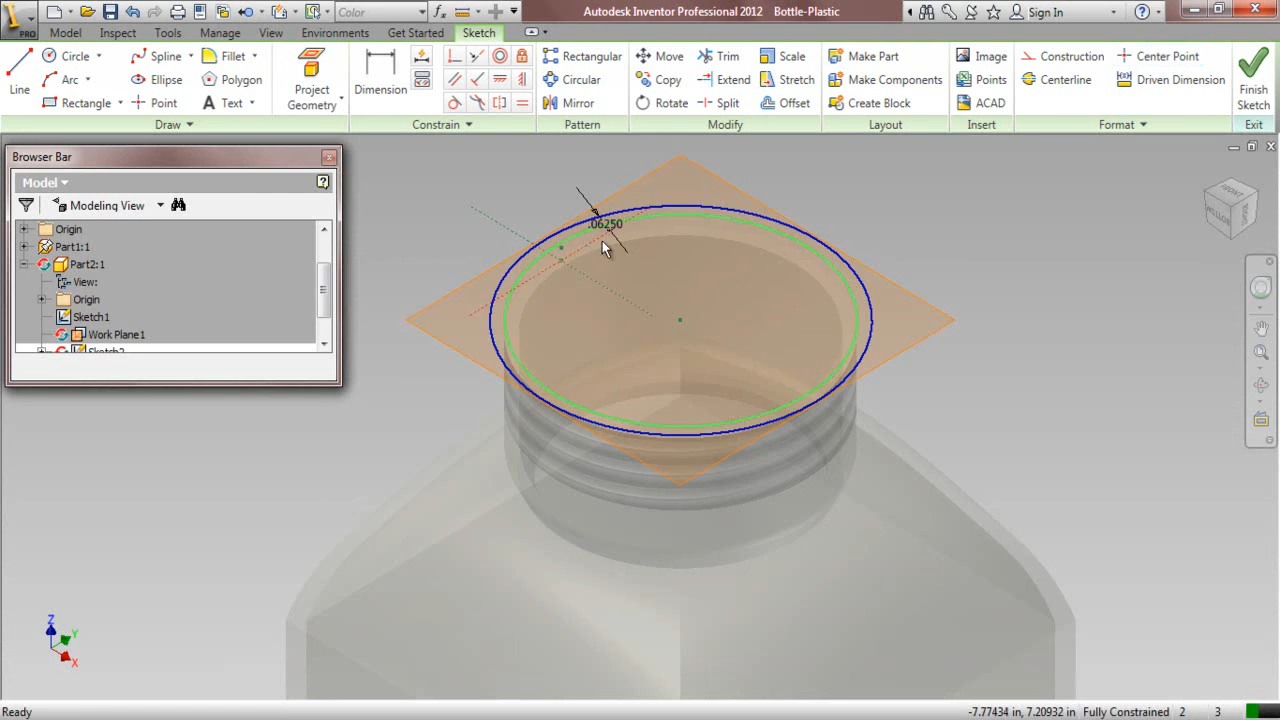 PRO
Color
Autodesk Inventor Professional 2012 Bottle-Plastic
Sign In
Model Inspect Tools Manage View Environments Get Started Sketch
Line
Circle
Arc
Rectangle
Spline
Ellipse
Point
Fillet
Polygon
Text
Project Geometry
Draw
Dimension
Constrain
Rectangular
Circular
Mirror
Pattern
Move
Copy
Rotate
Trim
Extend
Split
Scale
Stretch
Offset
Modify
Make Part
Make Components
Create Block
Layout
Image
Points
ACAD
Insert
Construction
Centerline
Center Point
Driven Dimension
Format
Finish Sketch
Exit
Browser Bar
Model
Modeling View
Origin
Part1:1
Part2:1
View:
Origin
Sketch1
Work Plane1
Sketch2
.06250
FRONT
BOTTOM
Z
Y
X
Ready
-7.77434 in, 7.20932 in Fully Constrained 2 3